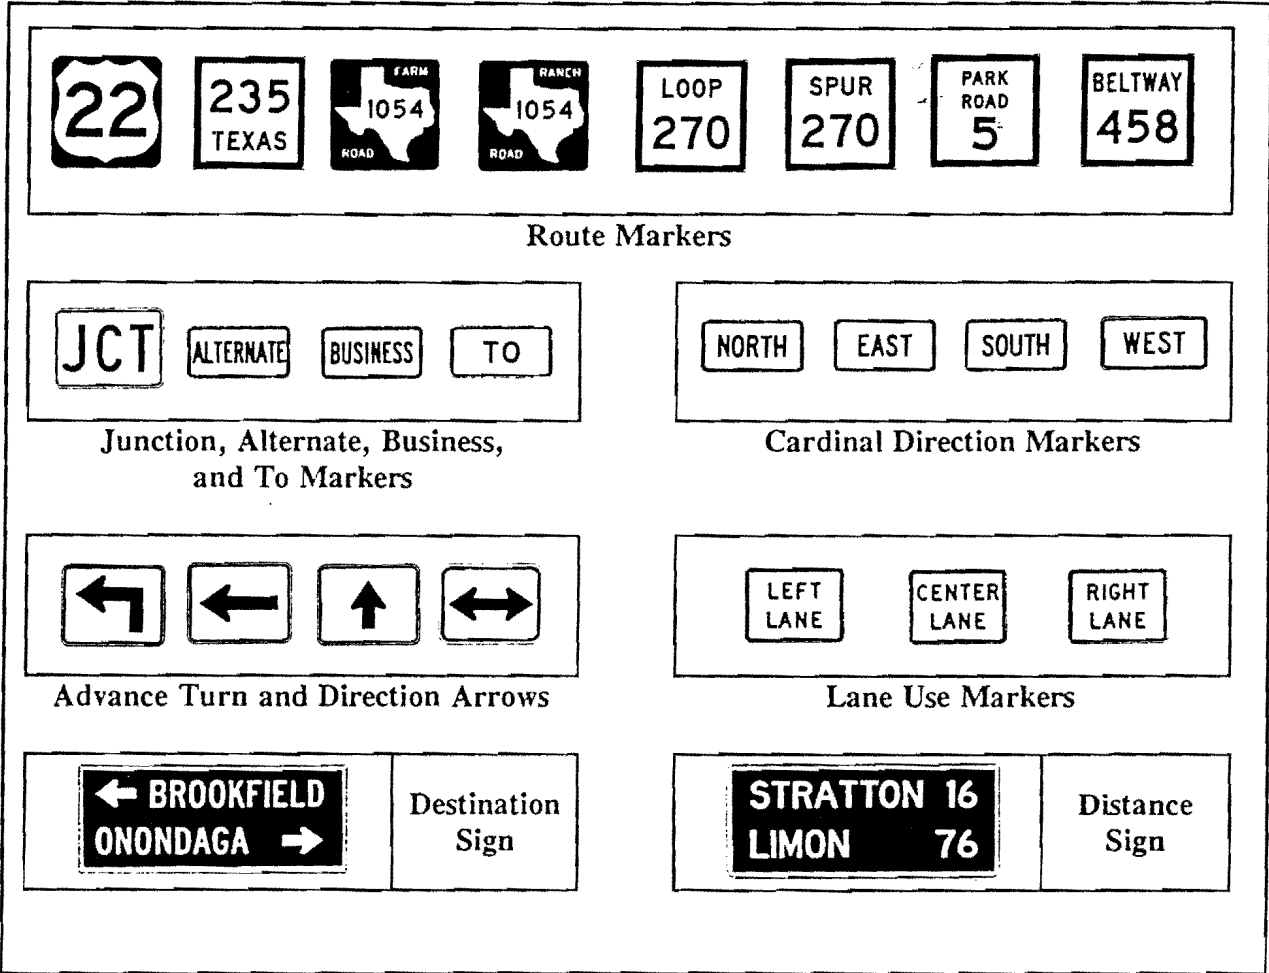 22
235
TEXAS
FARM
1054
ROAD
RANCH
1054
ROAD
LOOP
270
SPUR
270
PARK
ROAD
5
BELTWAY
458
Route Markers
JCT
ALTERNATE
BUSINESS
TO
Junction, Alternate, Business,
and To Markers
NORTH
EAST
SOUTH
WEST
Cardinal Direction Markers
Advance Turn and Direction Arrows
LEFT
LANE
CENTER
LANE
RIGHT
LANE
Lane Use Markers
BROOKFIELD
ONONDAGA
Destination
Sign
STRATTON 16
LIMON 76
Distance
Sign